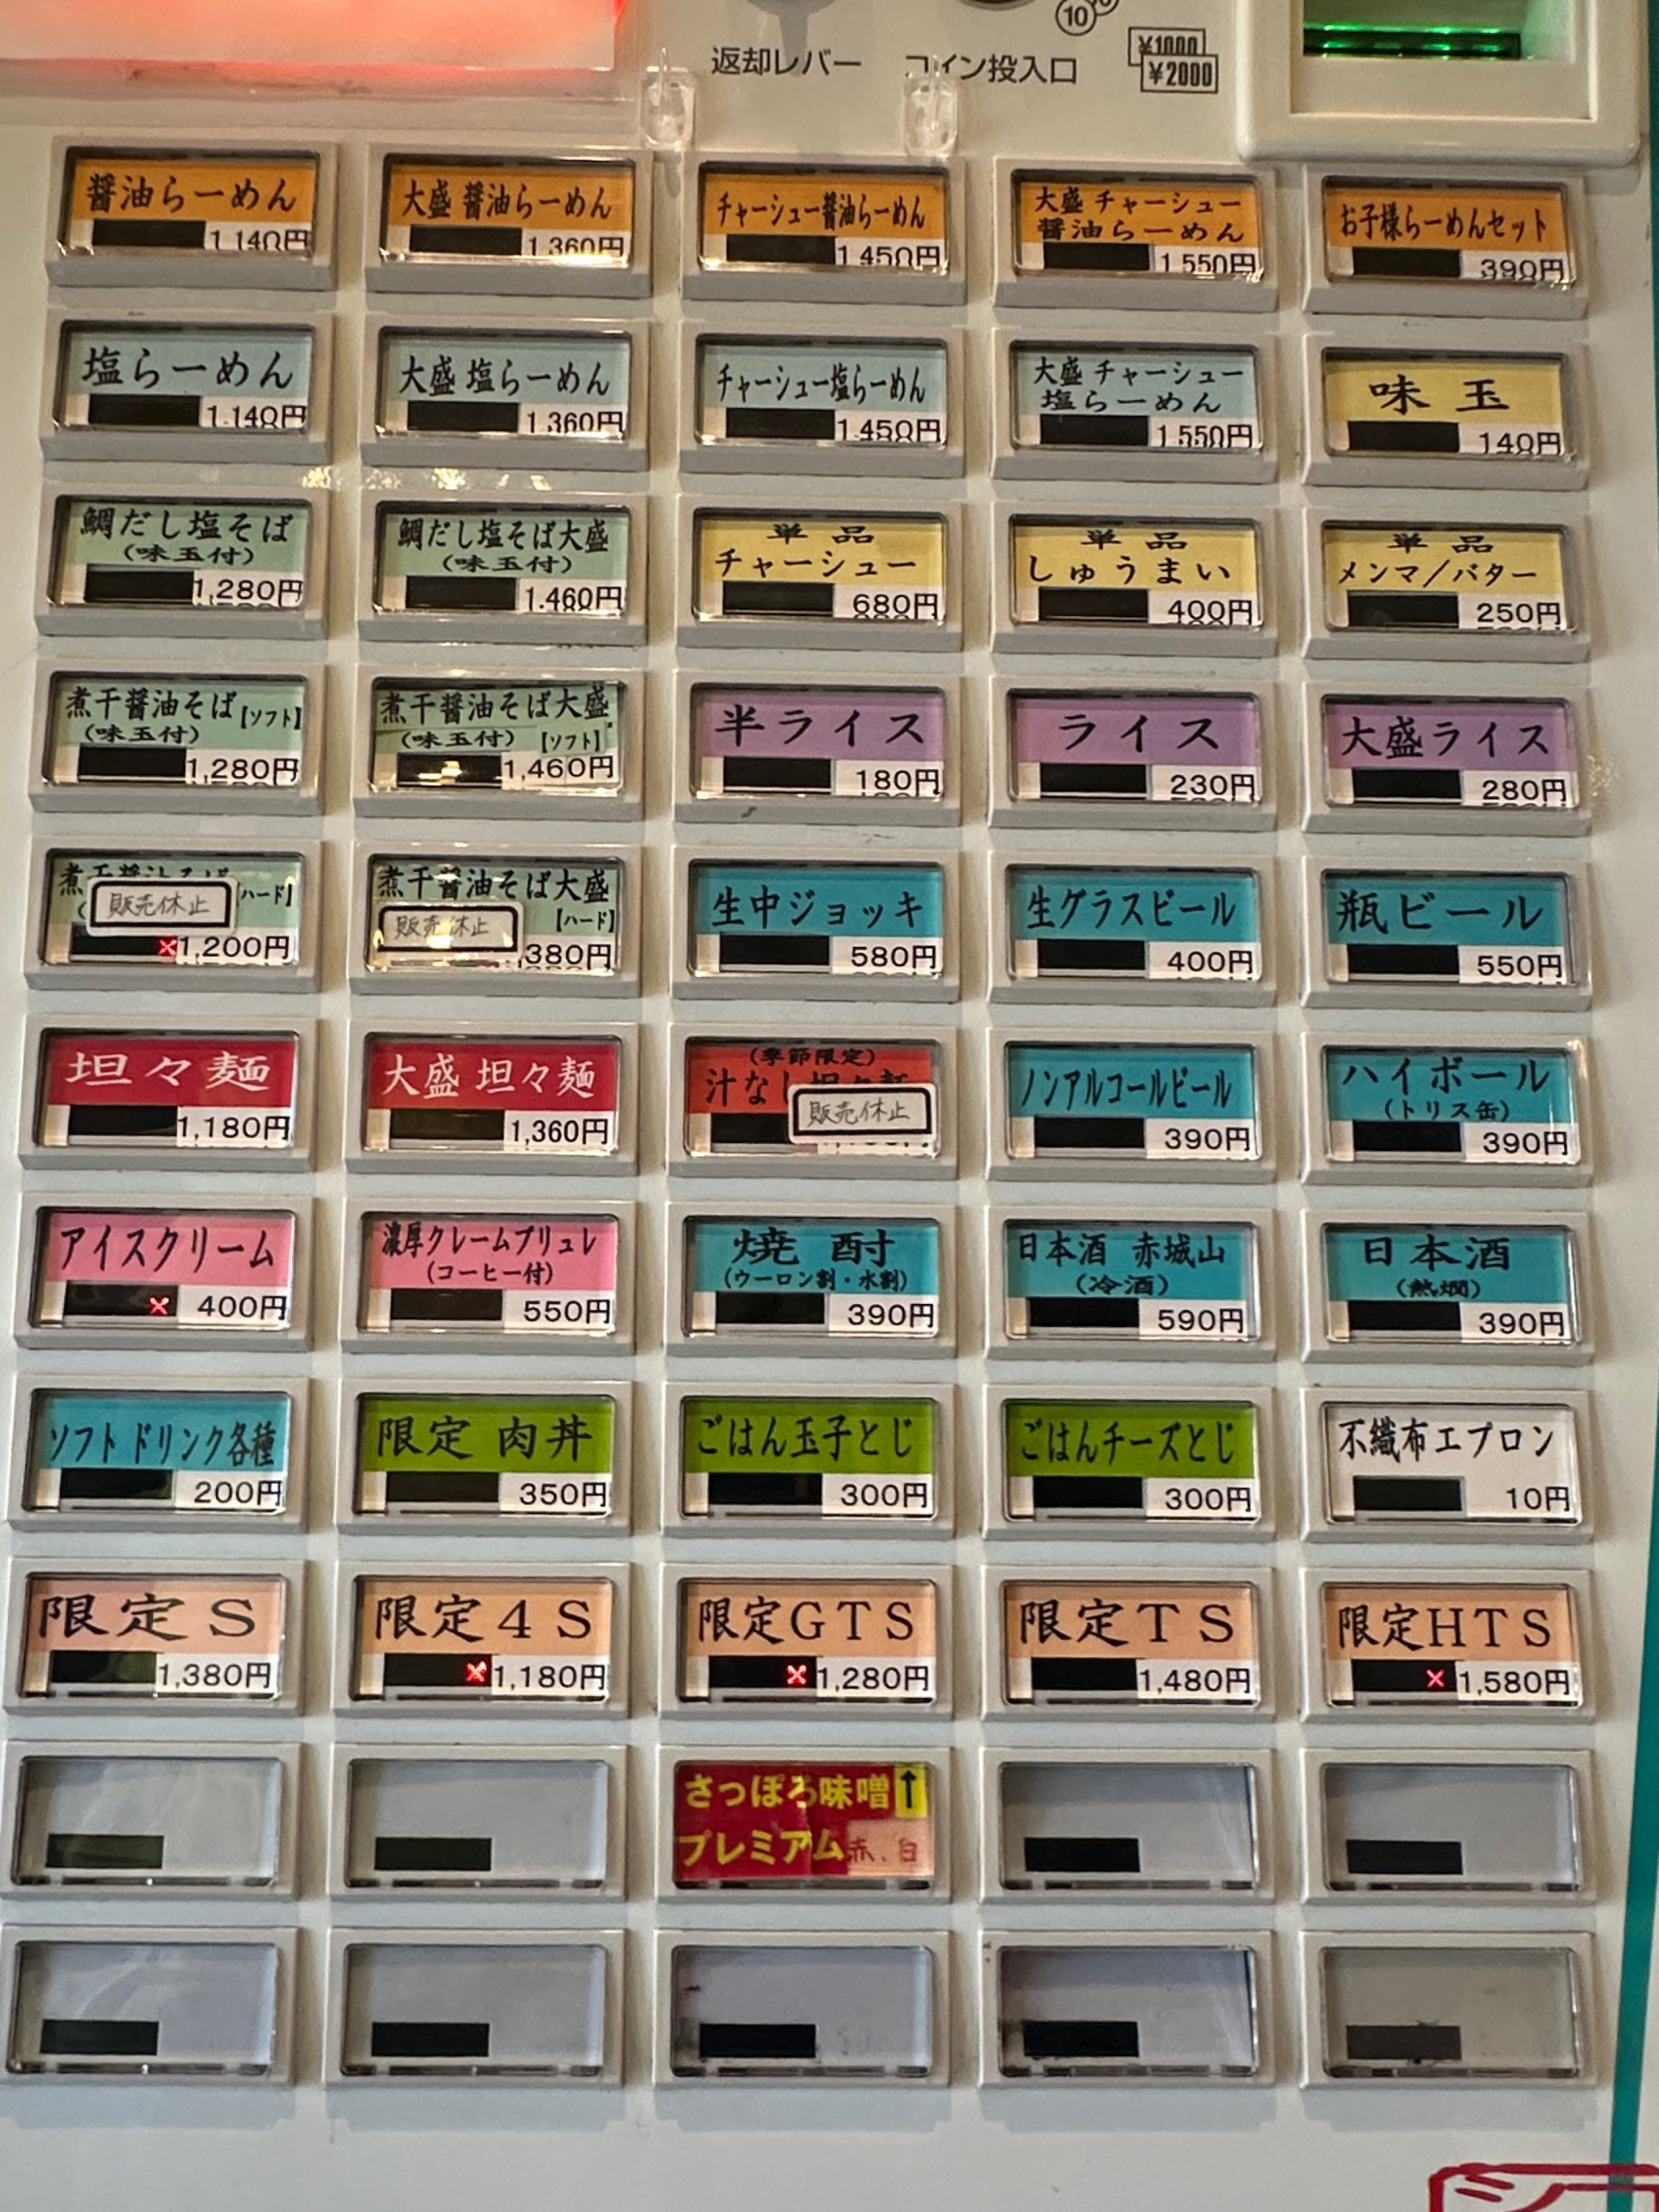 10
返却レバー
コイン投入口
¥1000
¥2000
醤油らーめん
1,140円
大盛 醤油らーめん
1,360円
チャーシュー醤油らーめん
1,450円
大盛 チャーシュー
醤油らーめん
1,550円
お子様らーめんセット
390円
塩らーめん
1,140円
大盛 塩らーめん
1,360円
チャーシュー塩らーめん
1,450円
大盛 チャーシュー
塩らーめん
1,550円
味玉
140円
鯛だし塩そば
(味玉付)
1,280円
鯛だし塩そば大盛
(味玉付)
1,460円
単品
チャーシュー
680円
単品
しゅうまい
400円
単品
メンマ/バター
250円
煮干醤油そば【ソフト】
(味玉付)
1,280円
煮干醤油そば大盛
(味玉付)【ソフト】
1,460円
半ライス
180円
ライス
230円
大盛ライス
280円
煮干醤油そば
【ハード】
販売休止
×1,200円
煮干醤油そば大盛
【ハード】
販売休止
380円
生中ジョッキ
580円
生グラスビール
400円
瓶ビール
550円
坦々麺
1,180円
大盛 坦々麺
1,360円
(季節限定)
汁なし坦々麺
販売休止
ノンアルコールビール
390円
ハイボール
(トリス缶)
390円
アイスクリーム
× 400円
濃厚クレームブリュレ
(コーヒー付)
550円
焼酎
(ウーロン割・水割)
390円
日本酒 赤城山
(冷酒)
590円
日本酒
(熱燗)
390円
ソフトドリンク各種
200円
限定 肉丼
350円
ごはん玉子とじ
300円
ごはんチーズとじ
300円
不織布エプロン
10円
限定S
1,380円
限定4S
×1,180円
限定GTS
×1,280円
限定TS
1,480円
限定HTS
×1,580円
さっぽろ味噌↑
プレミアム赤、白